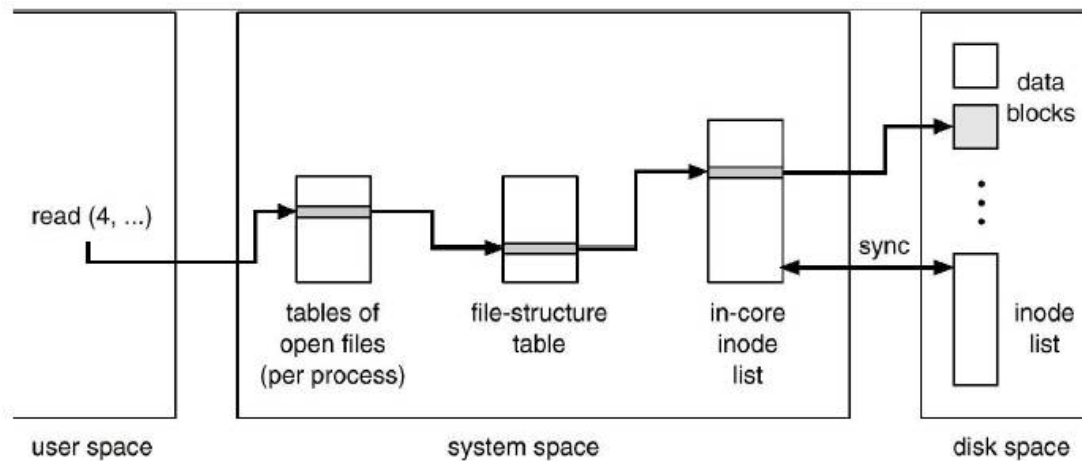 read (4, ...)
tables of
open files
(per process)
file-structure
table
in-core
inode
list
sync
data
blocks
inode
list
user space
system space
disk space